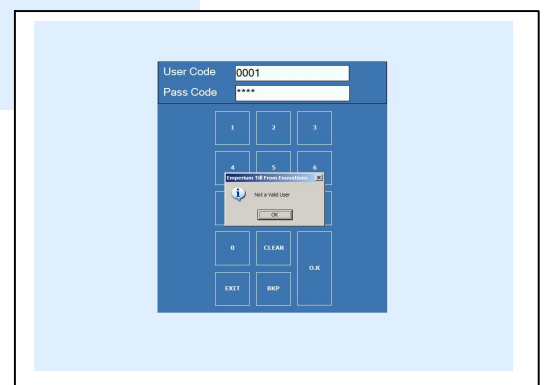 User Code 0001
Pass Code ****
1 2 3
4 5 6
Emperium Till From Enovations
Not a Valid User
OK
0 CLEAR
O.K
EXIT BKP